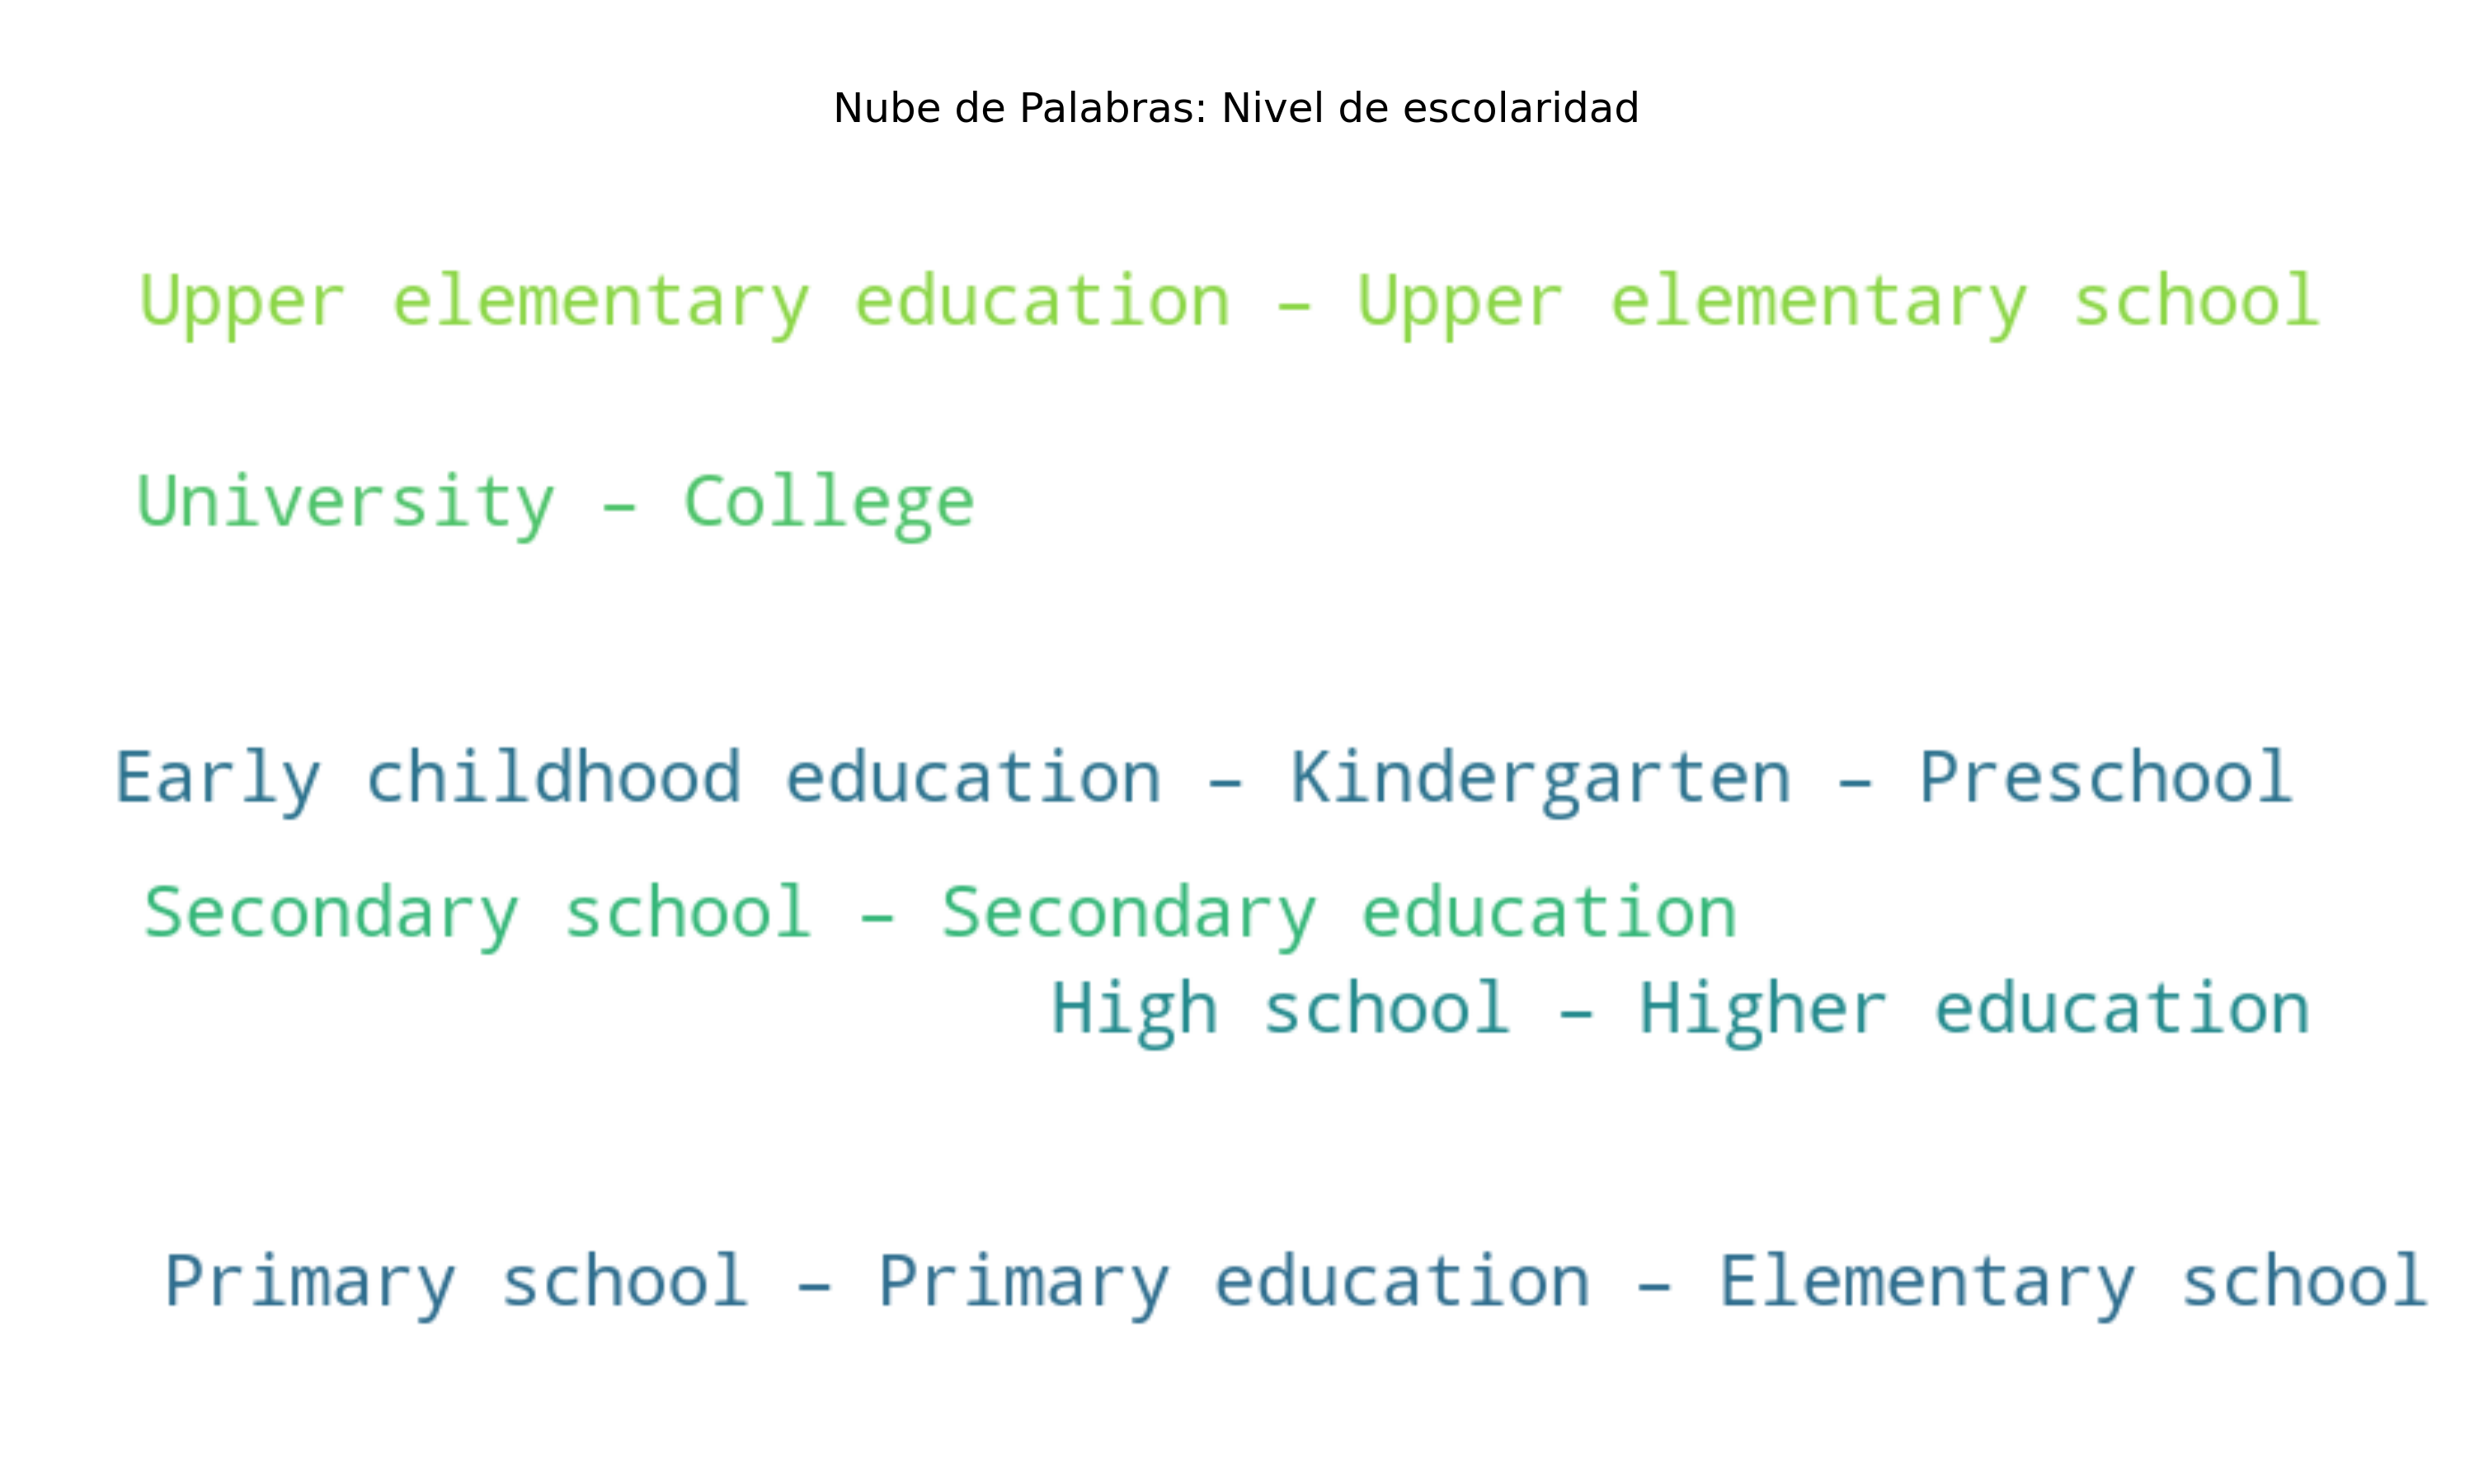 Nube de Palabras: Nivel de escolaridad
Upper elementary education – Upper elementary school
University – College
Early childhood education – Kindergarten – Preschool
Secondary school – Secondary education
High school – Higher education
Primary school – Primary education – Elementary school